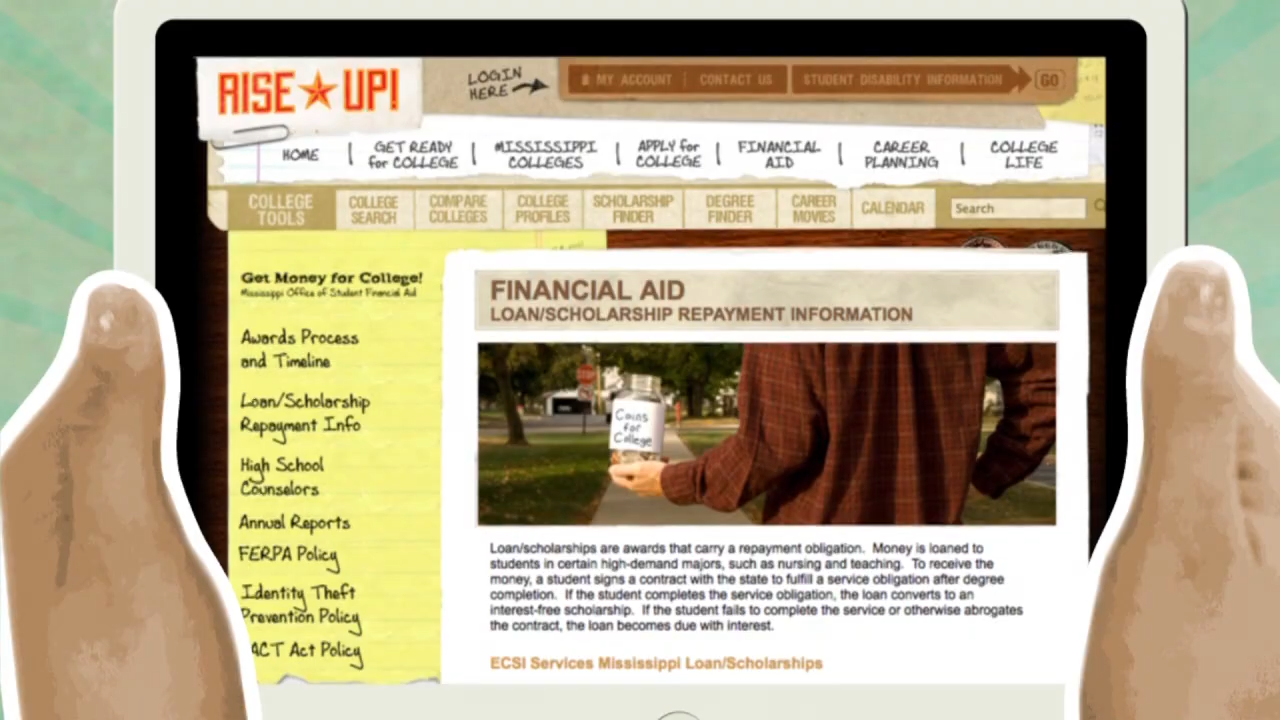 RISE UP!
LOGIN
HERE
MY ACCOUNT
CONTACT US
STUDENT DISABILITY INFORMATION
GO
HOME
GET READY
for COLLEGE
MISSISSIPPI
COLLEGES
APPLY for
COLLEGE
FINANCIAL
AID
CAREER
PLANNING
COLLEGE
LIFE
COLLEGE
TOOLS
COLLEGE
SEARCH
COMPARE
COLLEGES
COLLEGE
PROFILES
SCHOLARSHIP
FINDER
DEGREE
FINDER
CAREER
MOVIES
CALENDAR
Search
Get Money for College!
Mississippi Office of Student Financial Aid
Awards Process
and Timeline
Loan/Scholarship
Repayment Info
High School
Counselors
Annual Reports
FERPA Policy
Identity Theft
Prevention Policy
ACT Act Policy
FINANCIAL AID
LOAN/SCHOLARSHIP REPAYMENT INFORMATION
Coins
for
College
Loan/scholarships are awards that carry a repayment obligation. Money is loaned to
students in certain high-demand majors, such as nursing and teaching. To receive the
money, a student signs a contract with the state to fulfill a service obligation after degree
completion. If the student completes the service obligation, the loan converts to an
interest-free scholarship. If the student fails to complete the service or otherwise abrogates
the contract, the loan becomes due with interest.
ECSI Services Mississippi Loan/Scholarships